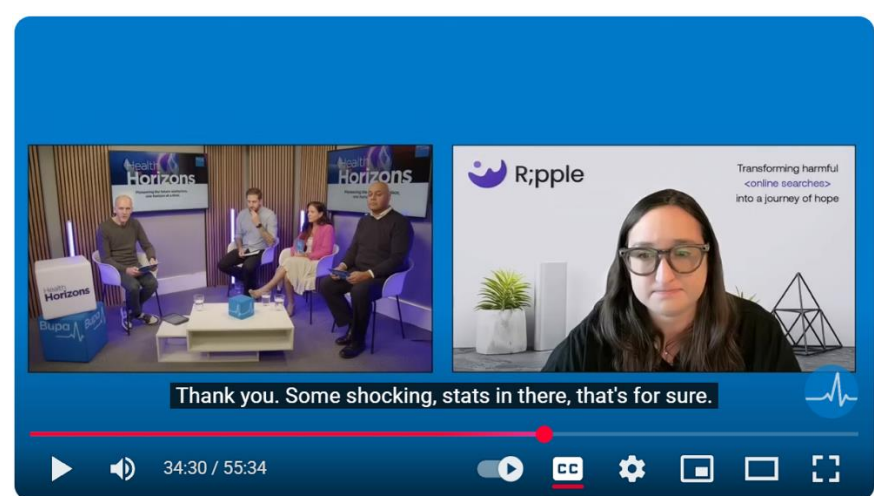 Health
Horizons
Health
Horizons
Health
Horizons
Bupa
Bupa
R;pple
Transforming harmful
<online searches>
into a journey of hope
Thank you. Some shocking, stats in there, that's for sure.
34:30 / 55:34
CC